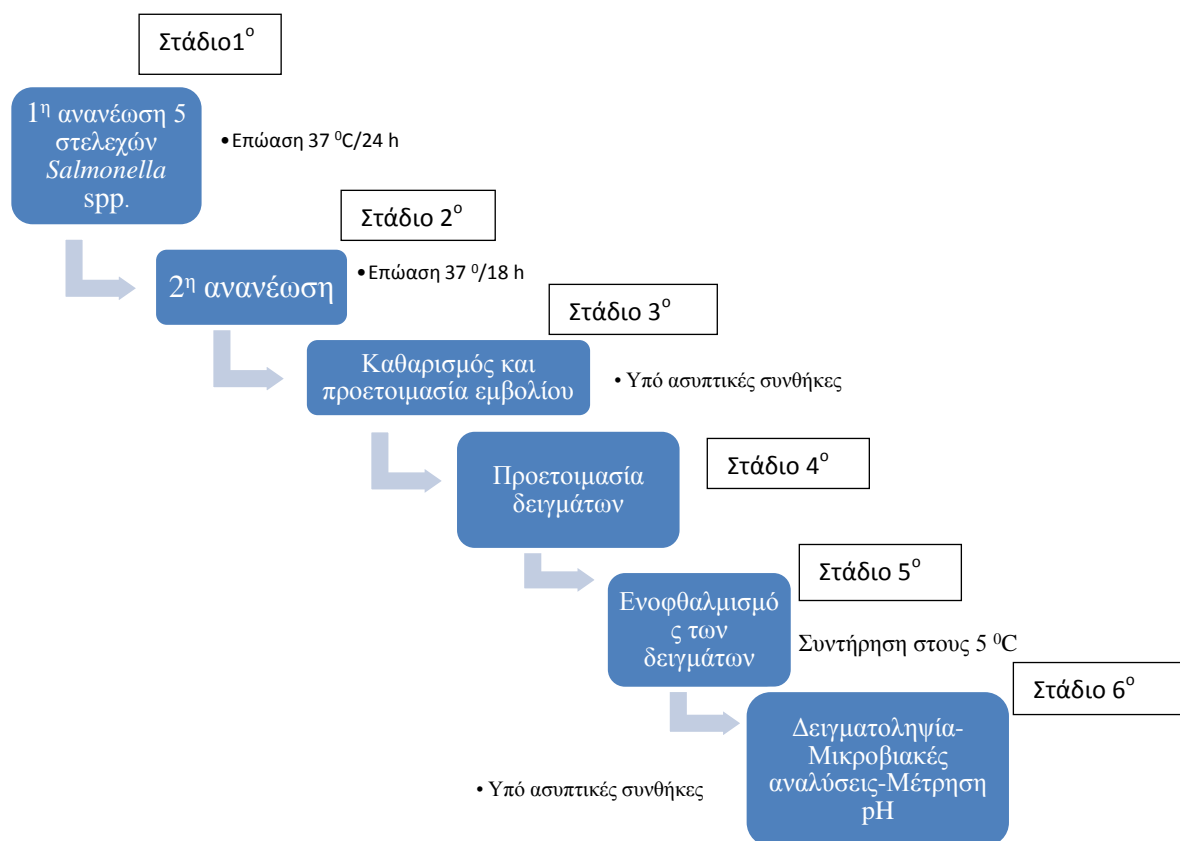 Στάδιο1ο
1η ανανέωση 5
στελεχών
Salmonella
spp.
•Επώαση 37 0C/24 h
Στάδιο 2ο
2η ανανέωση
•Επώαση 37 0/18 h
Στάδιο 3ο
Καθαρισμός και
προετοιμασία εμβολίου
• Υπό ασυπτικές συνθήκες
Στάδιο 4ο
Προετοιμασία
δειγμάτων
Στάδιο 5ο
Ενοφθαλμισμό
ς των
δειγμάτων
Συντήρηση στους 5 0C
Στάδιο 6ο
Δειγματοληψία-
Μικροβιακές
αναλύσεις-Μέτρηση
pH
• Υπό ασυπτικές συνθήκες